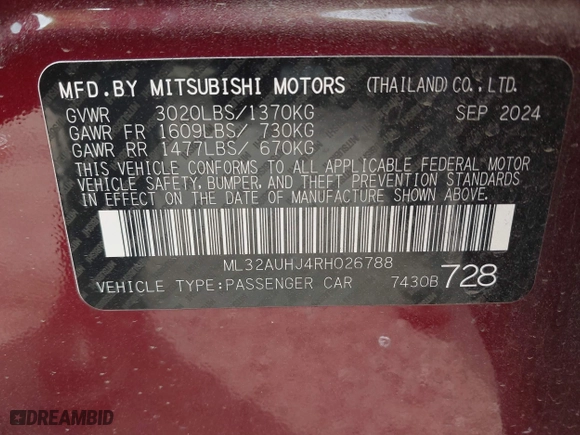 MFD.BY MITSUBISHI MOTORS (THAILAND) CO.,LTD.
GVWR 3020LBS/1370KG SEP 2024
GAWR FR 1609LBS/ 730KG
GAWR RR 1477LBS/ 670KG
THIS VEHICLE CONFORMS TO ALL APPLICABLE FEDERAL MOTOR
VEHICLE SAFETY, BUMPER, AND THEFT PREVENTION STANDARDS
IN EFFECT ON THE DATE OF MANUFACTURE SHOWN ABOVE.
ML32AUHJ4RH026788
VEHICLE TYPE:PASSENGER CAR 7430B 728
DREAMBID